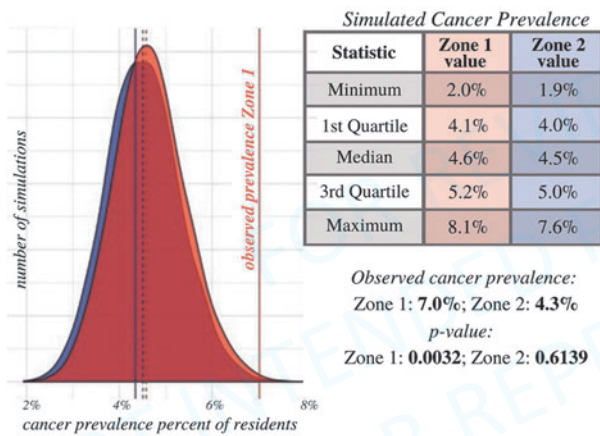 Simulated Cancer Prevalence
Statistic Zone 1 value Zone 2 value
Minimum 2.0% 1.9%
1st Quartile 4.1% 4.0%
Median 4.6% 4.5%
3rd Quartile 5.2% 5.0%
Maximum 8.1% 7.6%
Observed cancer prevalence:
Zone 1: 7.0%; Zone 2: 4.3%
p-value:
Zone 1: 0.0032; Zone 2: 0.6139
number of simulations
observed prevalence Zone 1
2% 4% 6% 8%
cancer prevalence percent of residents